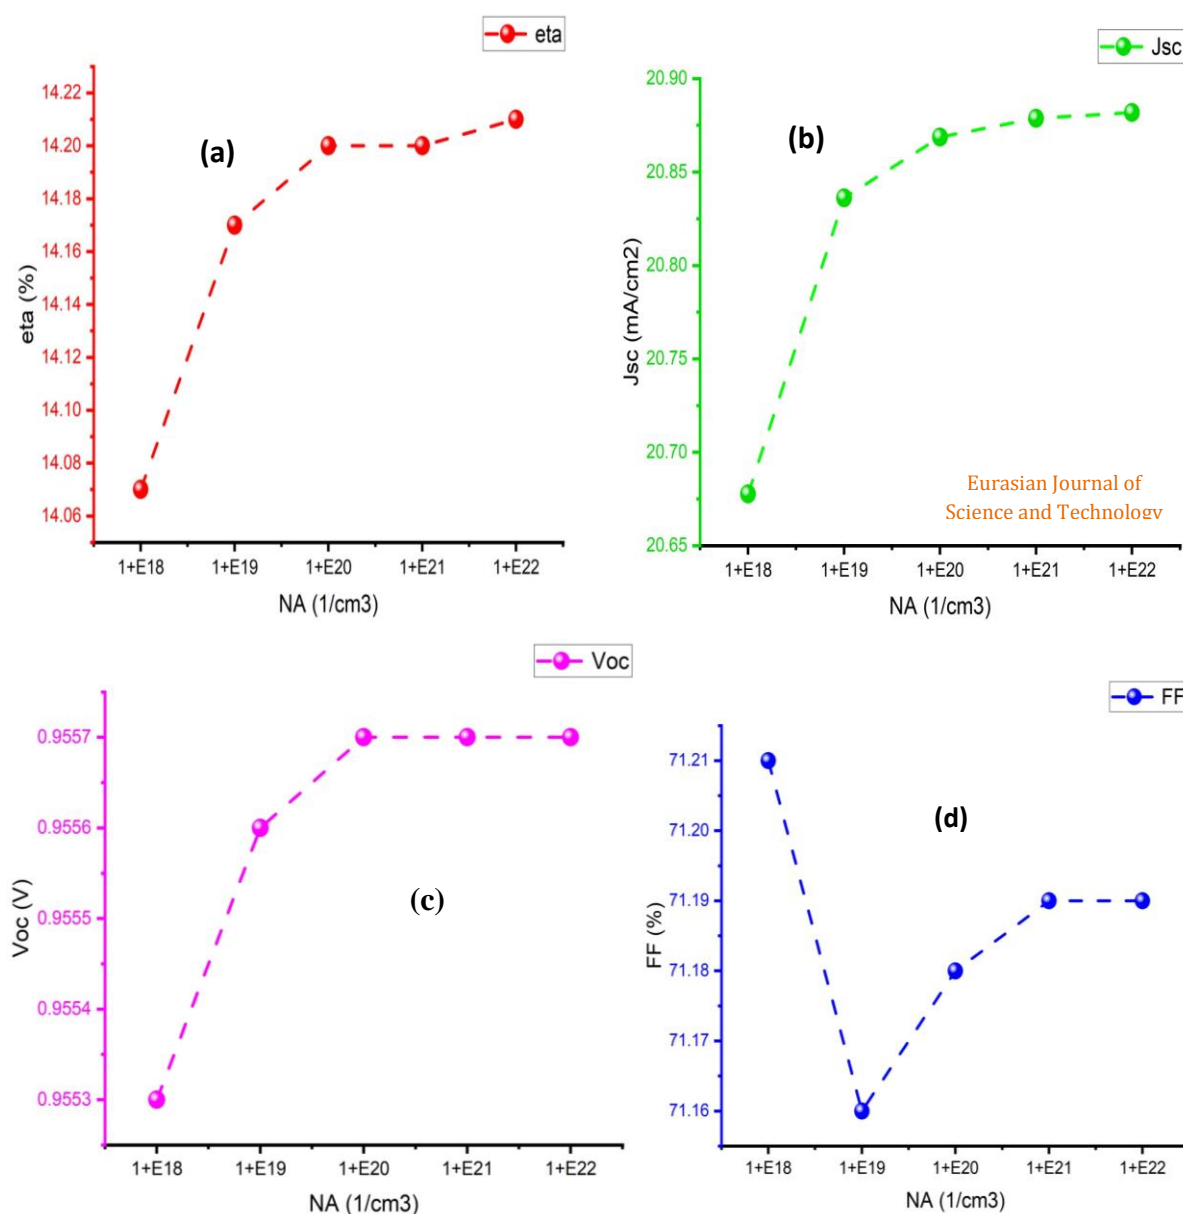 eta
14.22
14.20
14.18
14.16
14.14
14.12
14.10
14.08
14.06
eta (%)
(a)
1+E18 1+E19 1+E20 1+E21 1+E22
NA (1/cm3)
Jsc
20.90
20.85
20.80
20.75
20.70
20.65
Jsc (mA/cm2)
(b)
Eurasian Journal of
Science and Technology
1+E18 1+E19 1+E20 1+E21 1+E22
NA (1/cm3)
Voc
0.9557
0.9556
0.9555
0.9554
0.9553
Voc (V)
(c)
1+E18 1+E19 1+E20 1+E21 1+E22
NA (1/cm3)
FF
71.21
71.20
71.19
71.18
71.17
71.16
FF (%)
(d)
1+E18 1+E19 1+E20 1+E21 1+E22
NA (1/cm3)